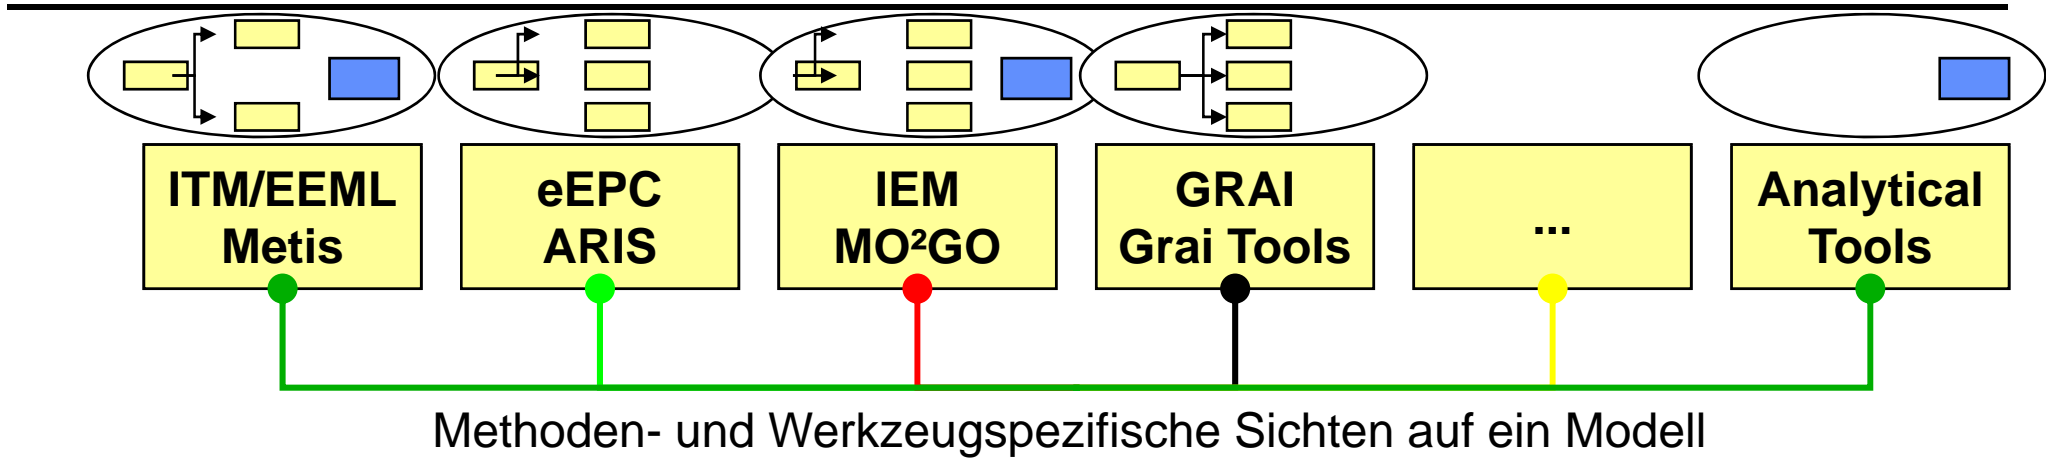 ITM/EEML
Metis
eEPC
ARIS
IEM
MO²GO
GRAI
Grai Tools
...
Analytical
Tools
Methoden- und Werkzeugspezifische Sichten auf ein Modell